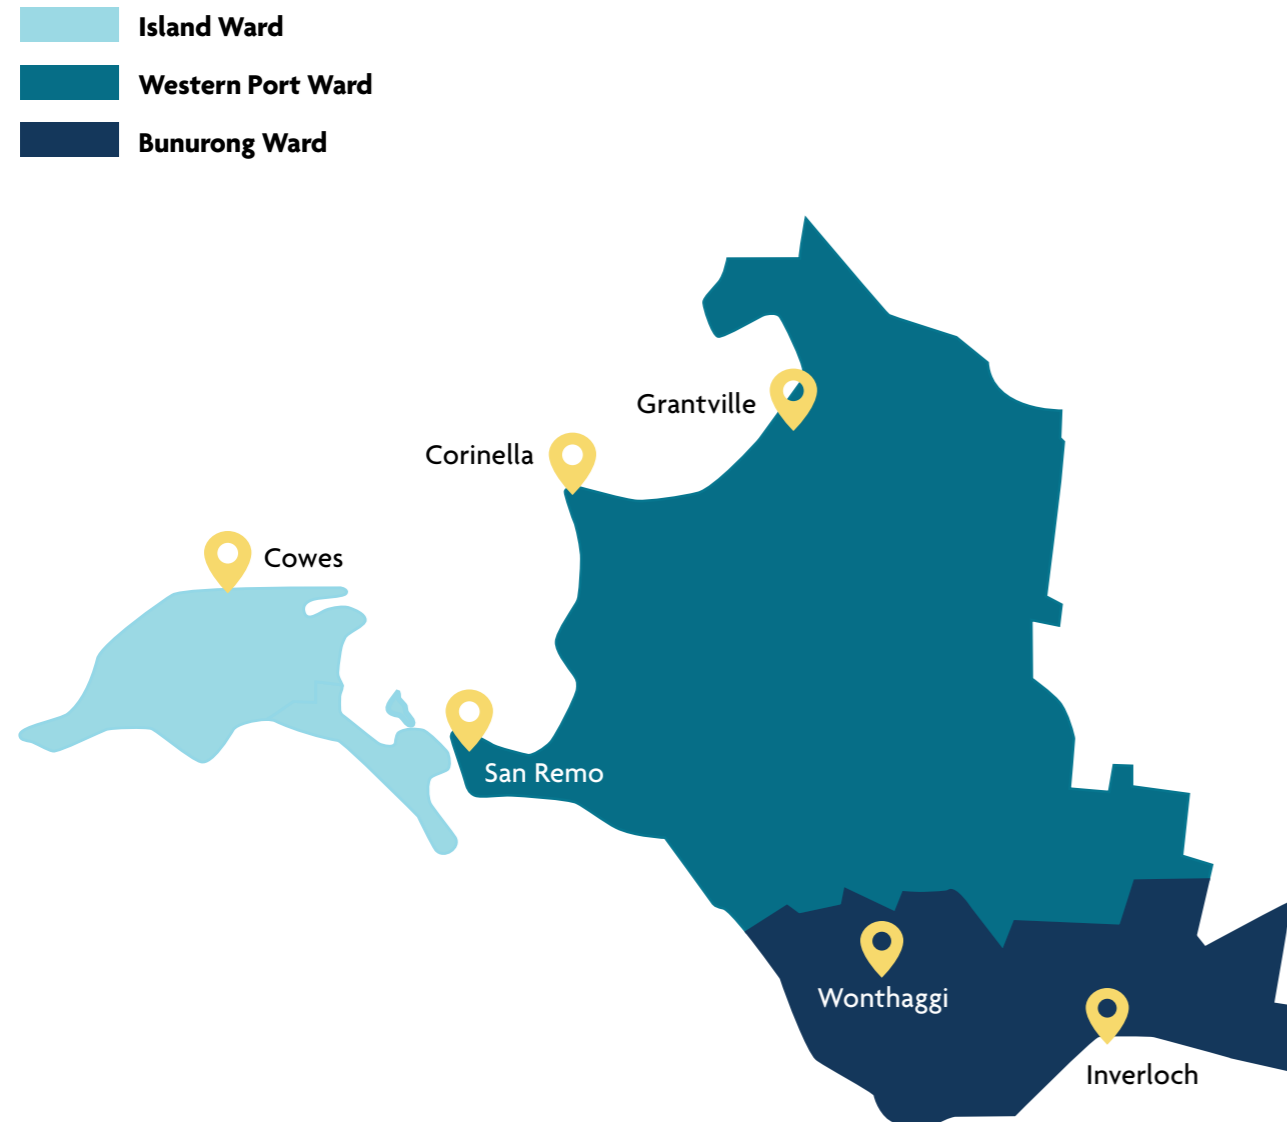 Island Ward
Western Port Ward
Bunurong Ward
Grantville
Corinella
Cowes
San Remo
Wonthaggi
Inverloch